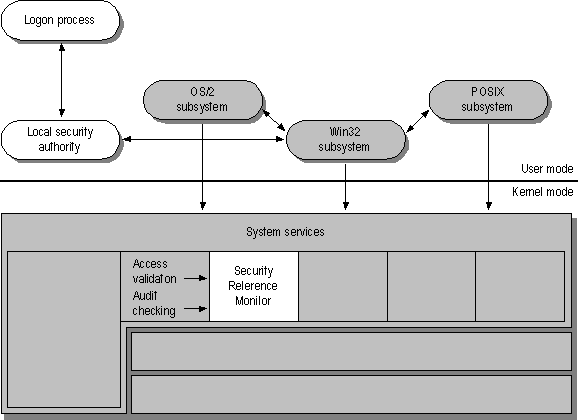 Logon process
OS/2
subsystem
POSIX
subsystem
Local security
authority
Win32
subsystem
User mode
Kernel mode
System services
Access
validation
Audit
checking
Security
Reference
Monitor